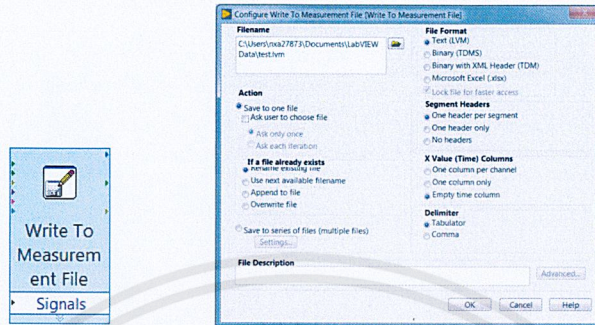 Write To
Measurem
ent File
Signals
Configure Write To Measurement File [Write To Measurement File]
Filename
C:\Users\nxa27873\Documents\LabVIEW
Data\test.lvm
Action
Save to one file
Ask user to choose file
Ask only once
Ask each iteration
If a file already exists
Rename existing file
Use next available filename
Append to file
Overwrite file
Save to series of files (multiple files)
Settings...
File Description
File Format
Text (LVM)
Binary (TDMS)
Binary with XML Header (TDM)
Microsoft Excel (.xlsx)
Lock file for faster access
Segment Headers
One header per segment
One header only
No headers
X Value (Time) Columns
One column per channel
One column only
Empty time column
Delimiter
Tabulator
Comma
Advanced...
OK
Cancel
Help